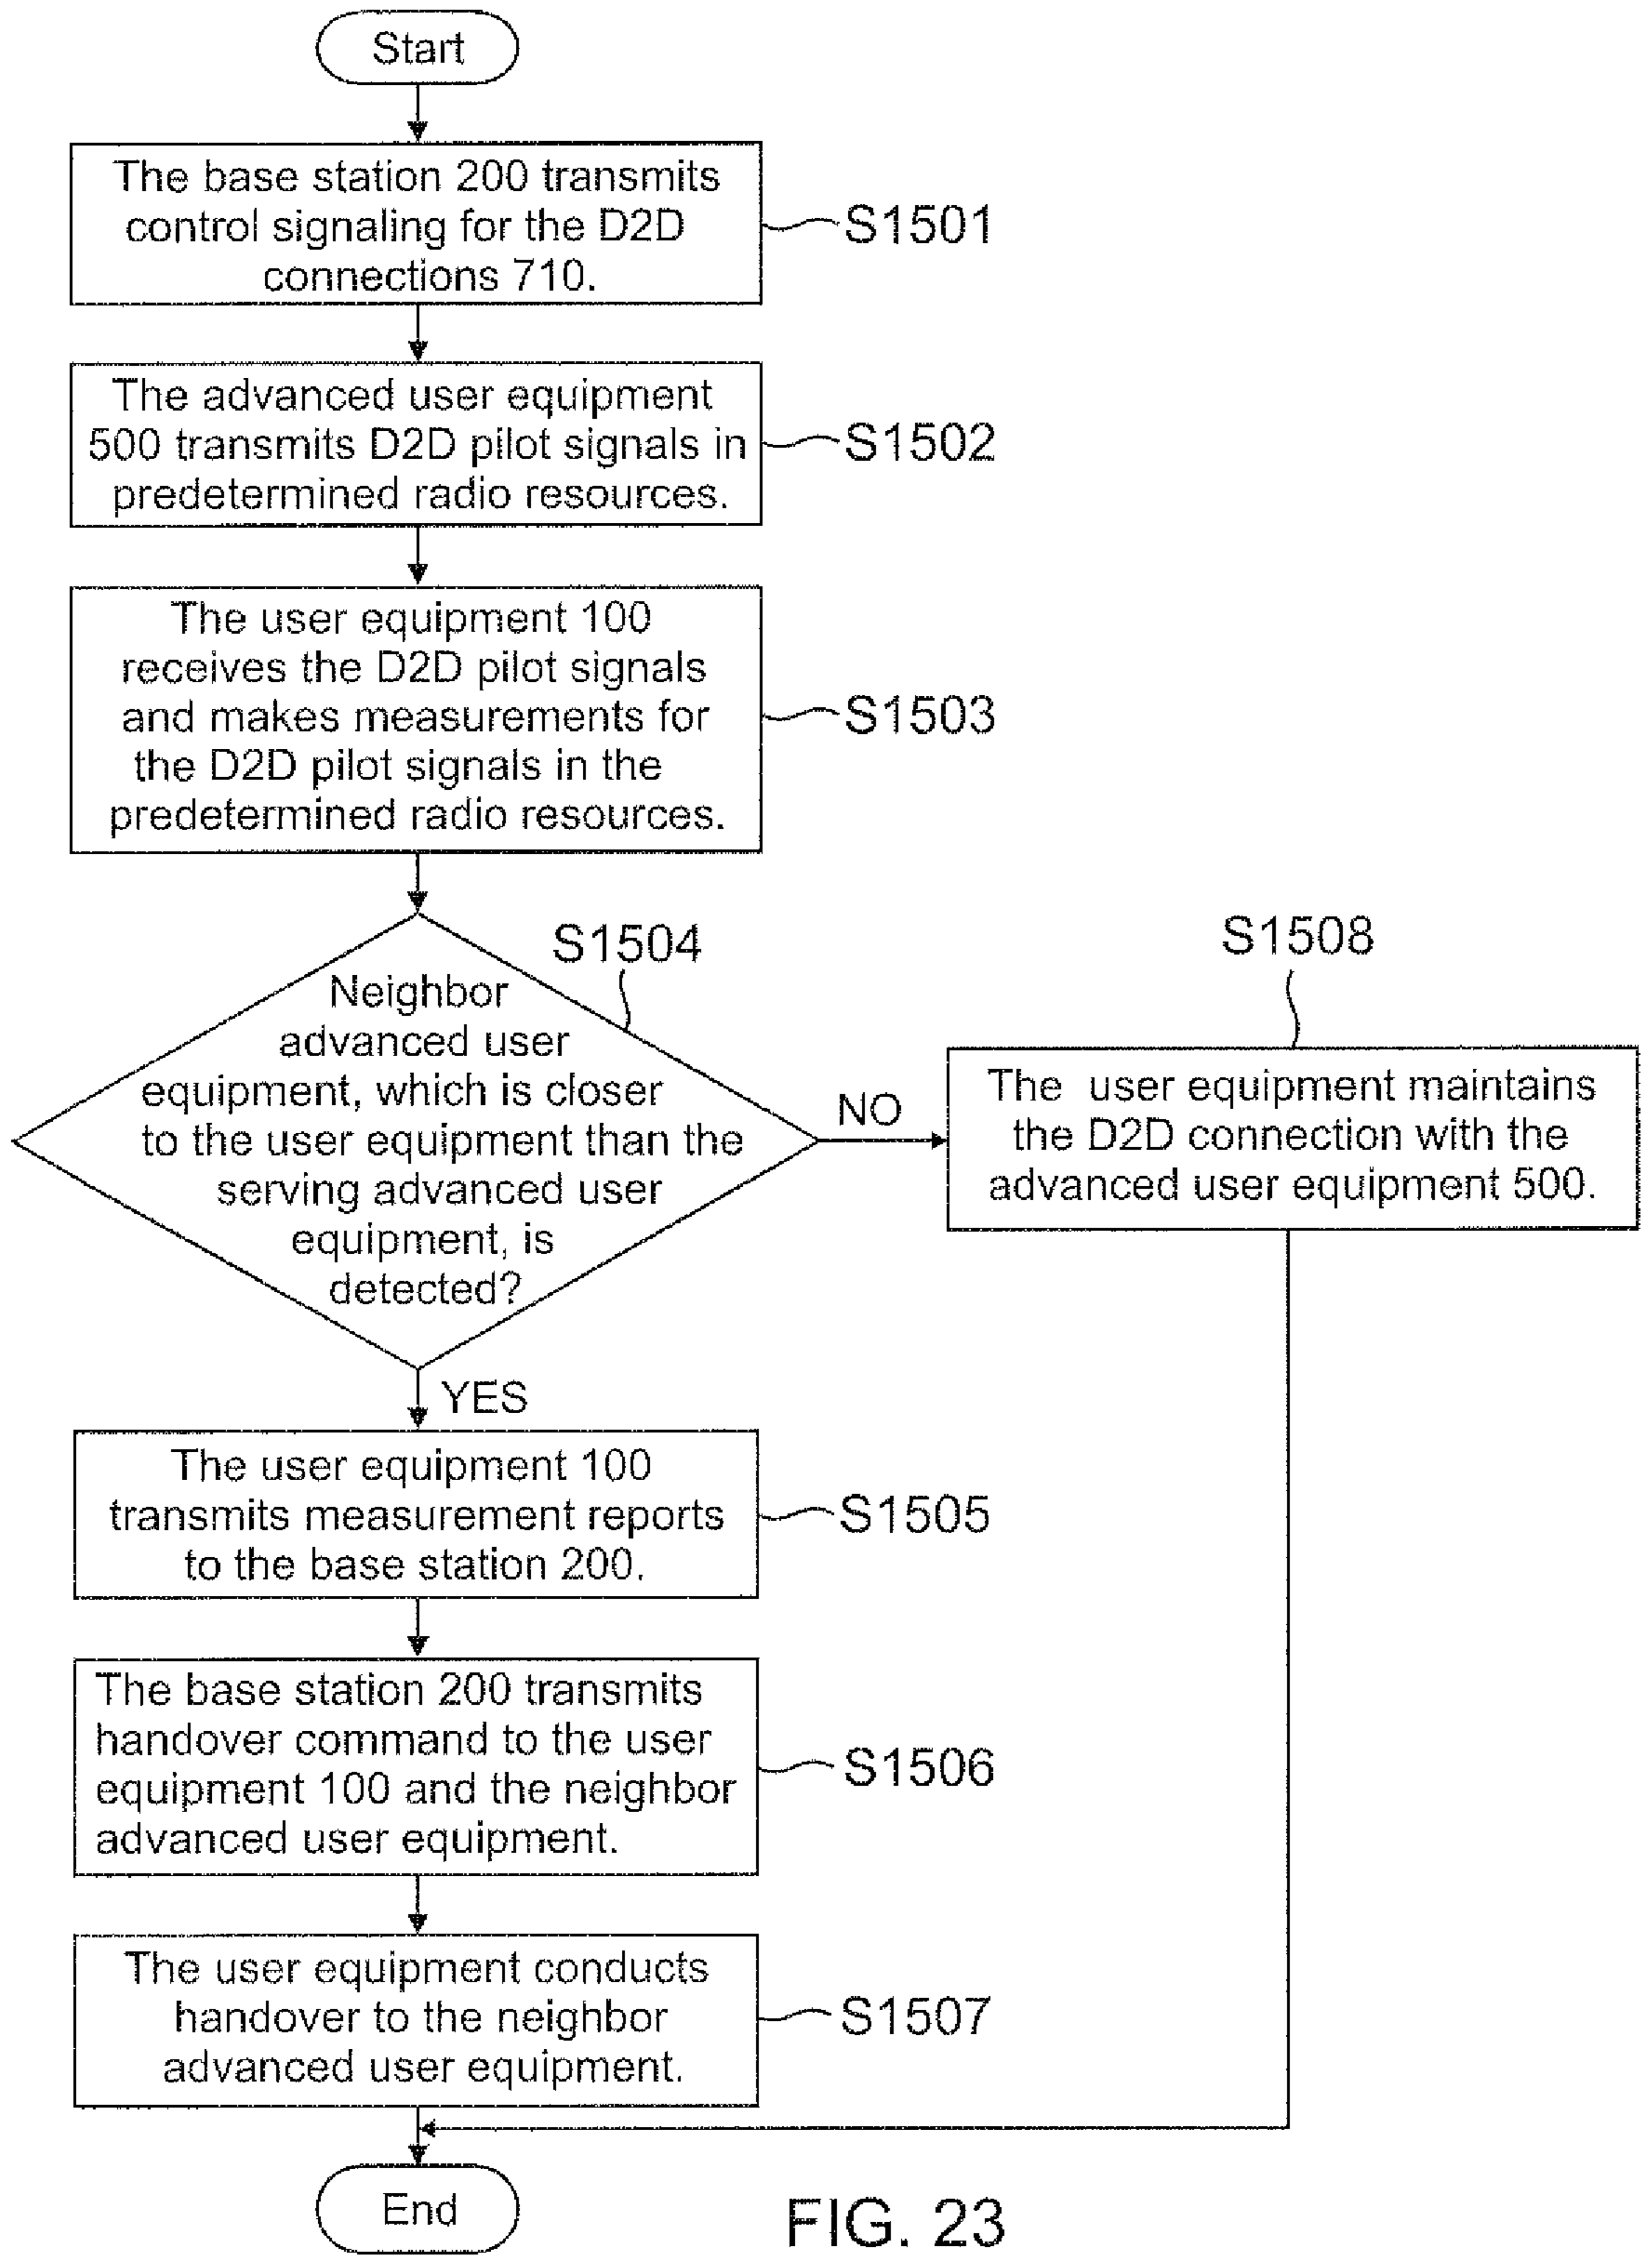 Start
The base station 200 transmits
control signaling for the D2D
connections 710.
S1501
The advanced user equipment
500 transmits D2D pilot signals in
predetermined radio resources.
S1502
The user equipment 100
receives the D2D pilot signals
and makes measurements for
the D2D pilot signals in the
predetermined radio resources.
S1503
S1504
Neighbor
advanced user
equipment, which is closer
to the user equipment than the
serving advanced user
equipment, is
detected?
NO
S1508
The user equipment maintains
the D2D connection with the
advanced user equipment 500.
YES
The user equipment 100
transmits measurement reports
to the base station 200.
S1505
The base station 200 transmits
handover command to the user
equipment 100 and the neighbor
advanced user equipment.
S1506
The user equipment conducts
handover to the neighbor
advanced user equipment.
S1507
End
FIG. 23